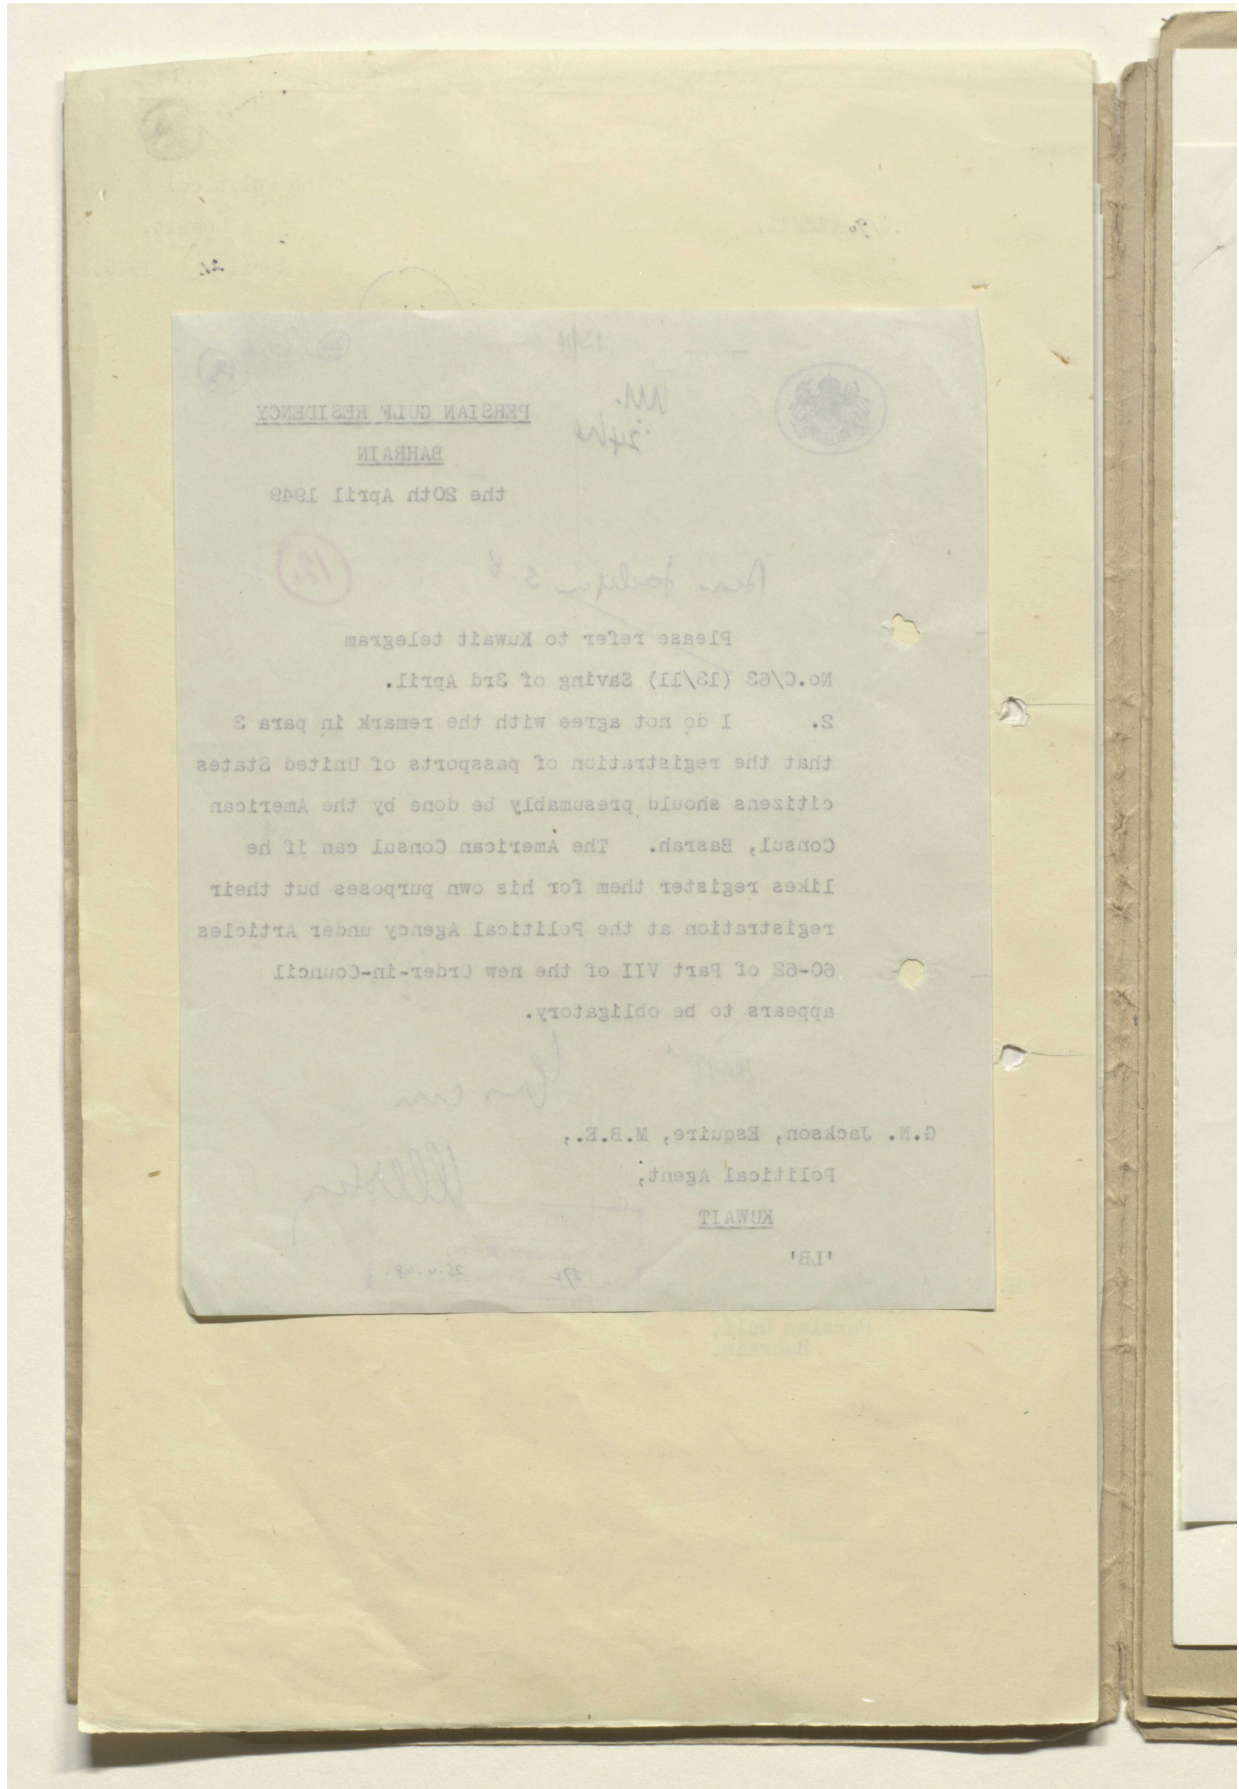 PERSIAN GULF RESIDENCY
BAHRAIN
the 20th April 1949
12
Please refer to Kuwait telegram
No.C/63 (13/11) Saving of 3rd April.
2. I do not agree with the remark in para 3
that the registration of passports of United States
citizens should presumably be done by the American
Consul, Basrah. The American Consul can if he
likes register them for his own purposes but their
registration at the Political Agency under Articles
60-62 of Part VII of the new Order-in-Council
appears to be obligatory.
G.N. Jackson, Esquire, M.B.E.,
Political Agent,
KUWAIT
'LB'
Persian Gulf,
Bahrain.